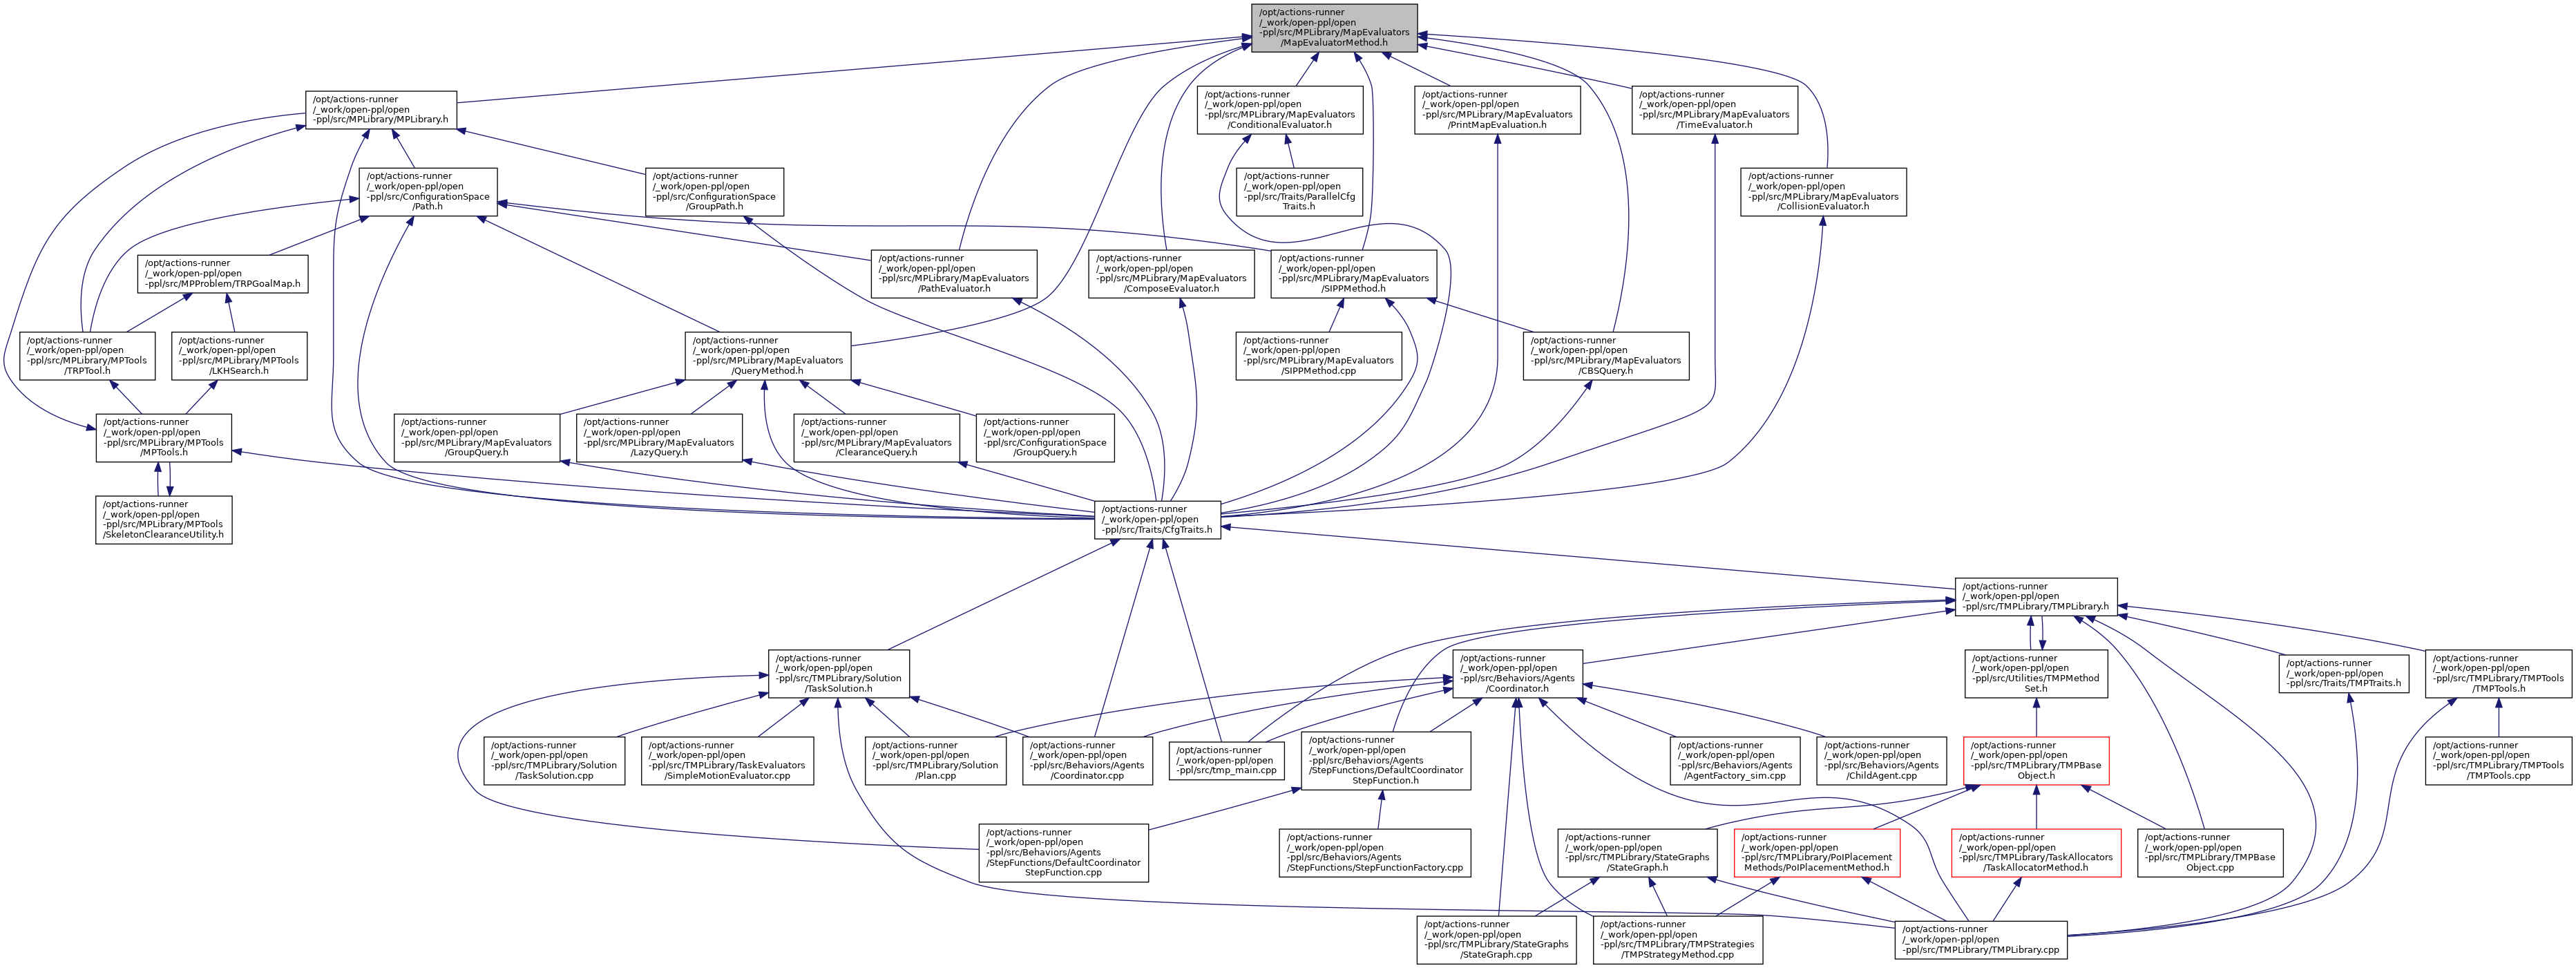 /opt/actions-runner
/_work/open-ppl/open
-ppl/src/MPLibrary/MapEvaluators
/MapEvaluatorMethod.h
/opt/actions-runner
/_work/open-ppl/open
-ppl/src/MPLibrary/MPLibrary.h
/opt/actions-runner
/_work/open-ppl/open
-ppl/src/MPLibrary/MapEvaluators
/ConditionalEvaluator.h
/opt/actions-runner
/_work/open-ppl/open
-ppl/src/MPLibrary/MapEvaluators
/PrintMapEvaluation.h
/opt/actions-runner
/_work/open-ppl/open
-ppl/src/MPLibrary/MapEvaluators
/TimeEvaluator.h
/opt/actions-runner
/_work/open-ppl/open
-ppl/src/ConfigurationSpace
/Path.h
/opt/actions-runner
/_work/open-ppl/open
-ppl/src/ConfigurationSpace
/GroupPath.h
/opt/actions-runner
/_work/open-ppl/open
-ppl/src/Traits/ParallelCfg
Traits.h
/opt/actions-runner
/_work/open-ppl/open
-ppl/src/MPLibrary/MapEvaluators
/CollisionEvaluator.h
/opt/actions-runner
/_work/open-ppl/open
-ppl/src/MPProblem/TRPGoalMap.h
/opt/actions-runner
/_work/open-ppl/open
-ppl/src/MPLibrary/MapEvaluators
/PathEvaluator.h
/opt/actions-runner
/_work/open-ppl/open
-ppl/src/MPLibrary/MapEvaluators
/ComposeEvaluator.h
/opt/actions-runner
/_work/open-ppl/open
-ppl/src/MPLibrary/MapEvaluators
/SIPPMethod.h
/opt/actions-runner
/_work/open-ppl/open
-ppl/src/MPLibrary/MPTools
/TRPTool.h
/opt/actions-runner
/_work/open-ppl/open
-ppl/src/MPLibrary/MPTools
/LKHSearch.h
/opt/actions-runner
/_work/open-ppl/open
-ppl/src/MPLibrary/MapEvaluators
/QueryMethod.h
/opt/actions-runner
/_work/open-ppl/open
-ppl/src/MPLibrary/MapEvaluators
/SIPPMethod.cpp
/opt/actions-runner
/_work/open-ppl/open
-ppl/src/MPLibrary/MapEvaluators
/CBSQuery.h
/opt/actions-runner
/_work/open-ppl/open
-ppl/src/MPLibrary/MPTools
/MPTools.h
/opt/actions-runner
/_work/open-ppl/open
-ppl/src/MPLibrary/MapEvaluators
/GroupQuery.h
/opt/actions-runner
/_work/open-ppl/open
-ppl/src/MPLibrary/MapEvaluators
/LazyQuery.h
/opt/actions-runner
/_work/open-ppl/open
-ppl/src/MPLibrary/MapEvaluators
/ClearanceQuery.h
/opt/actions-runner
/_work/open-ppl/open
-ppl/src/ConfigurationSpace
/GroupQuery.h
/opt/actions-runner
/_work/open-ppl/open
-ppl/src/MPLibrary/MPTools
/SkeletonClearanceUtility.h
/opt/actions-runner
/_work/open-ppl/open
-ppl/src/Traits/CfgTraits.h
/opt/actions-runner
/_work/open-ppl/open
-ppl/src/TMPLibrary/TMPLibrary.h
/opt/actions-runner
/_work/open-ppl/open
-ppl/src/TMPLibrary/Solution
/TaskSolution.h
/opt/actions-runner
/_work/open-ppl/open
-ppl/src/Behaviors/Agents
/Coordinator.h
/opt/actions-runner
/_work/open-ppl/open
-ppl/src/Utilities/TMPMethod
Set.h
/opt/actions-runner
/_work/open-ppl/open
-ppl/src/Traits/TMPTraits.h
/opt/actions-runner
/_work/open-ppl/open
-ppl/src/TMPLibrary/TMPTools
/TMPTools.h
/opt/actions-runner
/_work/open-ppl/open
-ppl/src/TMPLibrary/Solution
/TaskSolution.cpp
/opt/actions-runner
/_work/open-ppl/open
-ppl/src/TMPLibrary/TaskEvaluators
/SimpleMotionEvaluator.cpp
/opt/actions-runner
/_work/open-ppl/open
-ppl/src/TMPLibrary/Solution
/Plan.cpp
/opt/actions-runner
/_work/open-ppl/open
-ppl/src/Behaviors/Agents
/Coordinator.cpp
/opt/actions-runner
/_work/open-ppl/open
-ppl/src/tmp_main.cpp
/opt/actions-runner
/_work/open-ppl/open
-ppl/src/Behaviors/Agents
/StepFunctions/DefaultCoordinator
StepFunction.h
/opt/actions-runner
/_work/open-ppl/open
-ppl/src/Behaviors/Agents
/AgentFactory_sim.cpp
/opt/actions-runner
/_work/open-ppl/open
-ppl/src/Behaviors/Agents
/ChildAgent.cpp
/opt/actions-runner
/_work/open-ppl/open
-ppl/src/TMPLibrary/TMPBase
Object.h
/opt/actions-runner
/_work/open-ppl/open
-ppl/src/TMPLibrary/TMPTools
/TMPTools.cpp
/opt/actions-runner
/_work/open-ppl/open
-ppl/src/Behaviors/Agents
/StepFunctions/DefaultCoordinator
StepFunction.cpp
/opt/actions-runner
/_work/open-ppl/open
-ppl/src/Behaviors/Agents
/StepFunctions/StepFunctionFactory.cpp
/opt/actions-runner
/_work/open-ppl/open
-ppl/src/TMPLibrary/StateGraphs
/StateGraph.h
/opt/actions-runner
/_work/open-ppl/open
-ppl/src/TMPLibrary/PoIPlacement
Methods/PoIPlacementMethod.h
/opt/actions-runner
/_work/open-ppl/open
-ppl/src/TMPLibrary/TaskAllocators
/TaskAllocatorMethod.h
/opt/actions-runner
/_work/open-ppl/open
-ppl/src/TMPLibrary/TMPBase
Object.cpp
/opt/actions-runner
/_work/open-ppl/open
-ppl/src/TMPLibrary/StateGraphs
/StateGraph.cpp
/opt/actions-runner
/_work/open-ppl/open
-ppl/src/TMPLibrary/TMPStrategies
/TMPStrategyMethod.cpp
/opt/actions-runner
/_work/open-ppl/open
-ppl/src/TMPLibrary/TMPLibrary.cpp